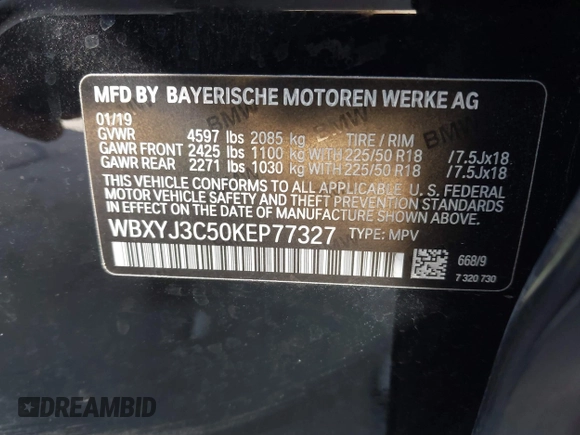 MFD BY BAYERISCHE MOTOREN WERKE AG
01/19
GVWR 4597 lbs 2085 kg TIRE / RIM
GAWR FRONT 2425 lbs 1100 kg WITH 225/50 R18 /7.5Jx18
GAWR REAR 2271 lbs 1030 kg WITH 225/50 R18 /7.5Jx18
THIS VEHICLE CONFORMS TO ALL APPLICABLE U. S. FEDERAL
MOTOR VEHICLE SAFETY AND THEFT PREVENTION STANDARDS
IN EFFECT ON THE DATE OF MANUFACTURE SHOWN ABOVE.
WBXYJ3C50KEP77327 TYPE: MPV
668/9
7 320 730
DREAMBID